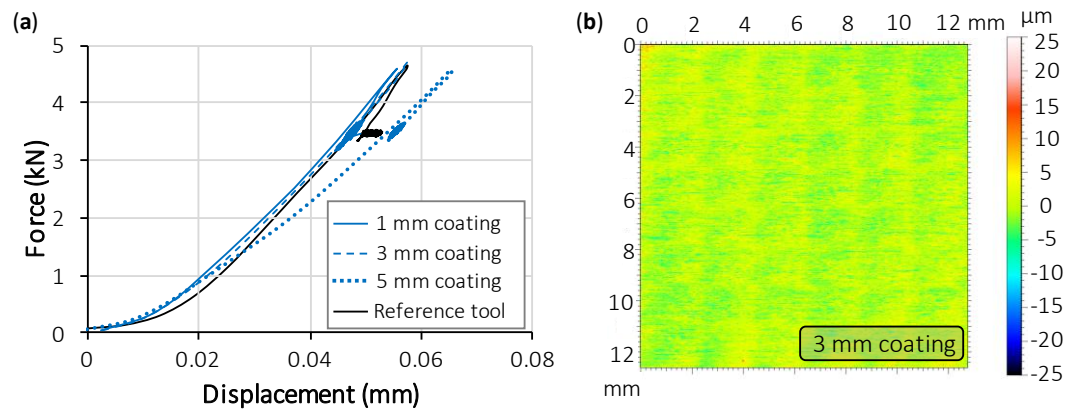 (a)
5
4
3
2
1
0
Force (kN)
0 0.02 0.04 0.06 0.08
Displacement (mm)
1 mm coating
3 mm coating
5 mm coating
Reference tool
(b)
0 2 4 6 8 10 12 mm
0
2
4
6
8
10
12
mm
3 mm coating
µm
25
20
15
10
5
0
-5
-10
-15
-20
-25